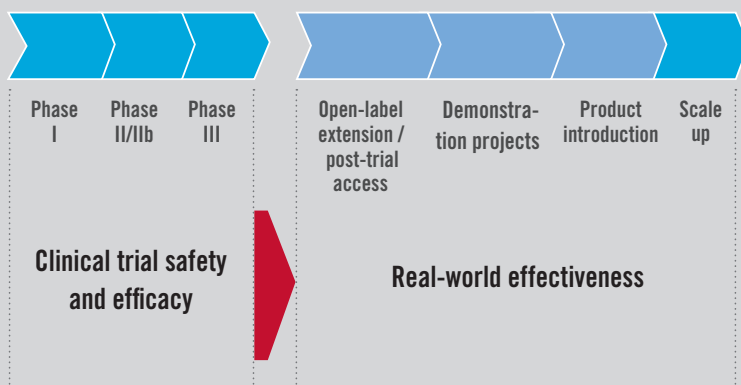 Phase
I
Phase
II/IIb
Phase
III
Open-label
extension /
post-trial
access
Demonstra-
tion projects
Product
introduction
Scale
up
Clinical trial safety
and efficacy
Real-world effectiveness